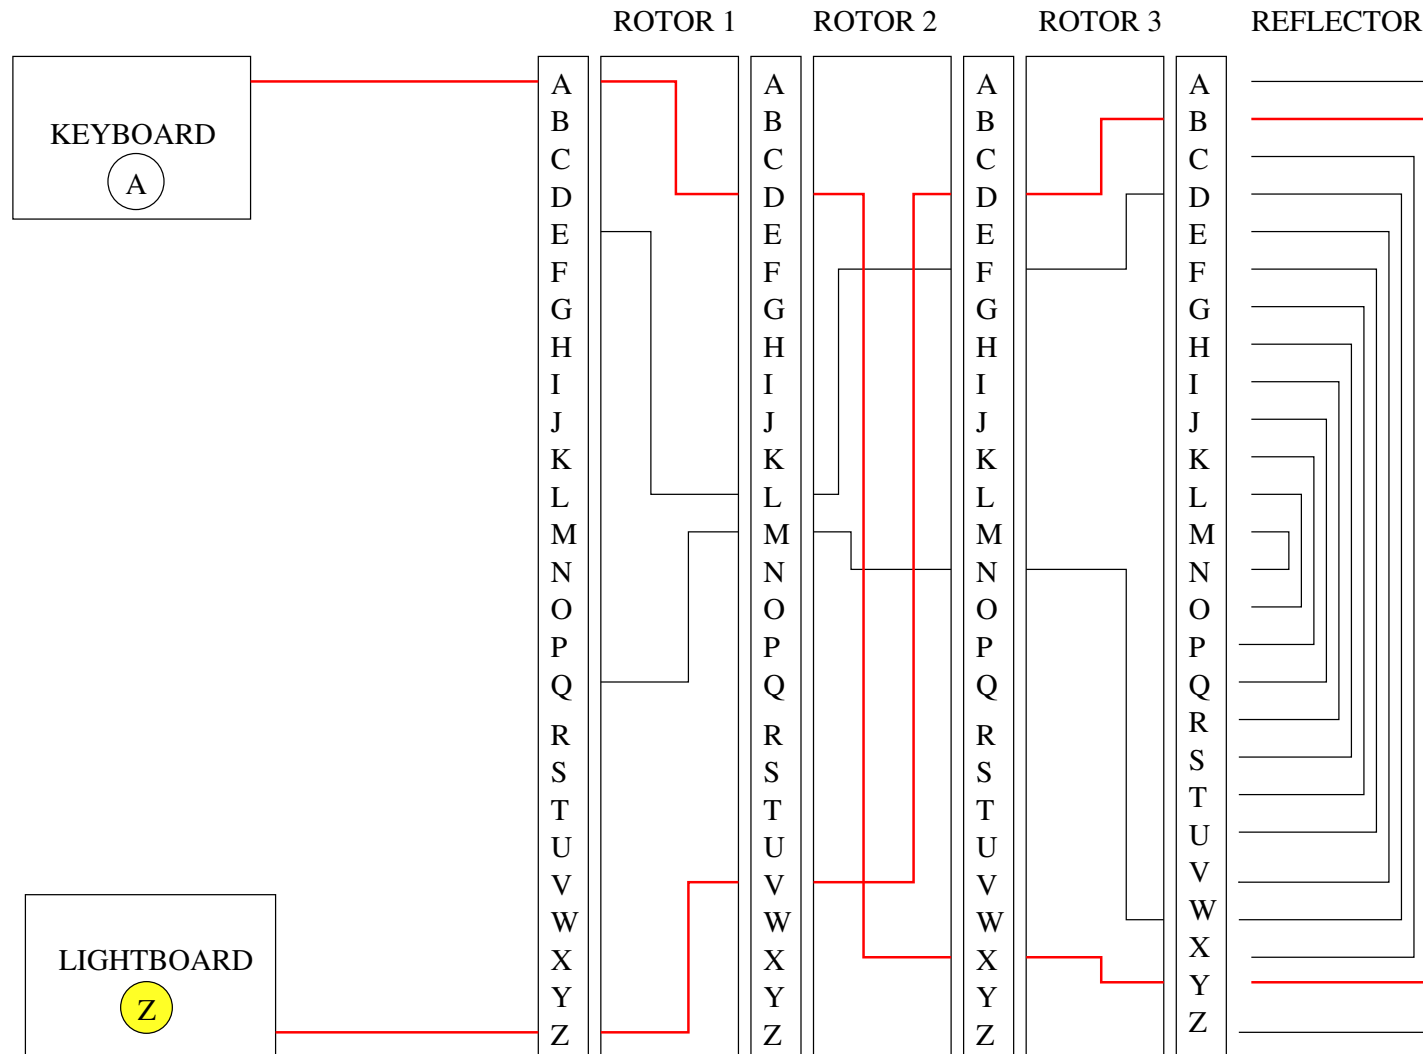 ROTOR 1 ROTOR 2 ROTOR 3 REFLECTOR
A A A A
B B B B
KEYBOARD
C C C C
A
D D D D
E E E E
F F F F
G G G G
H H H H
I I I I
J J J J
K K K K
L L L L
M M M M
N N N N
O O O O
P P P P
Q Q Q Q
R R R R
S S S S
T T T T
U U U U
V V V V
W W W W
LIGHTBOARD
X X X X
Y Y Y Y
Z
Z Z Z Z